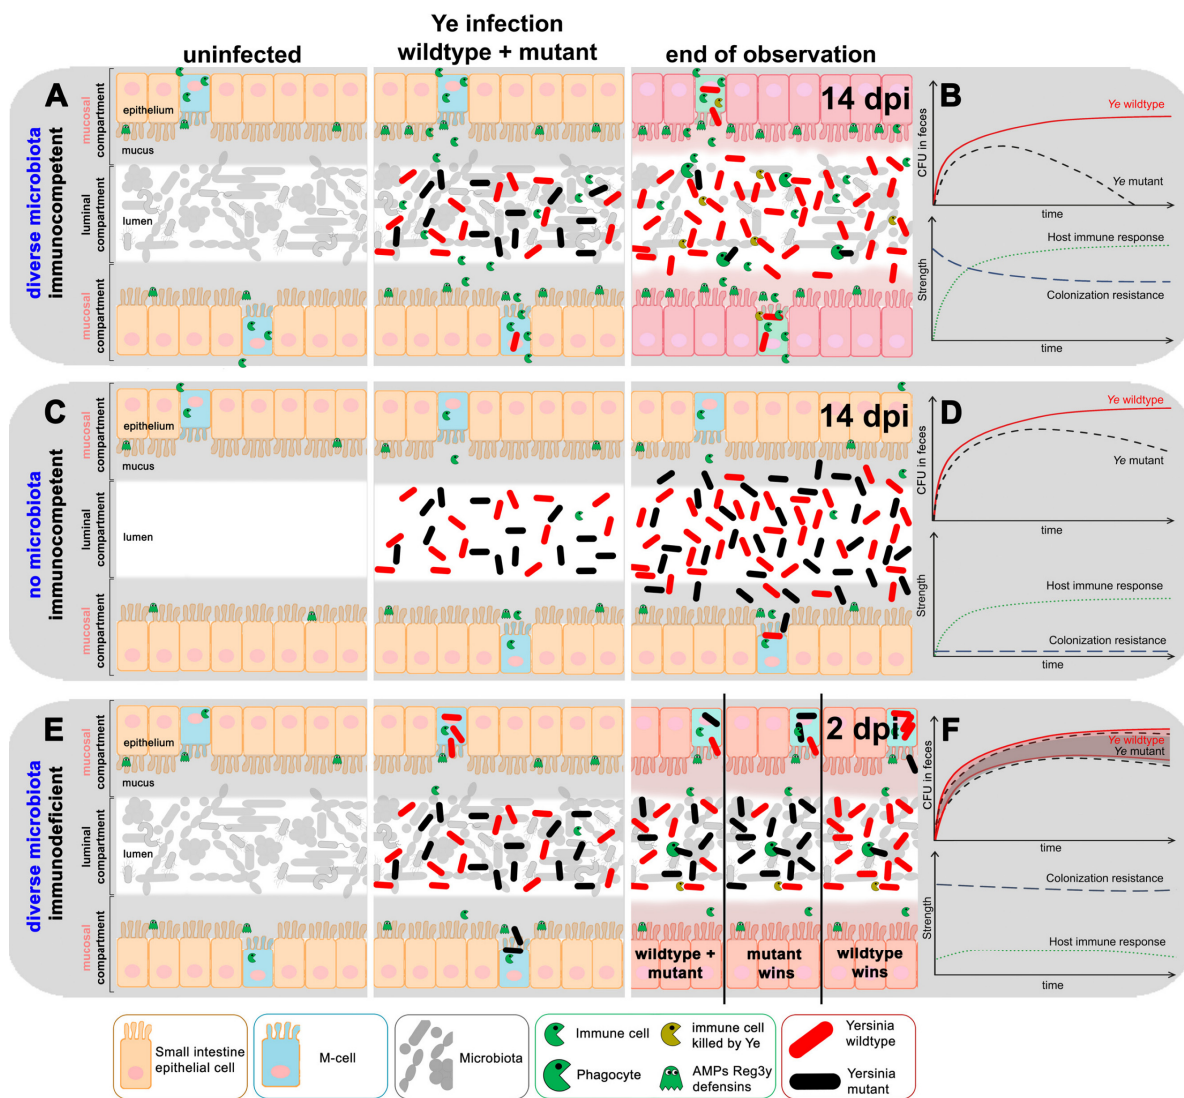 Ye infection
uninfected
wildtype + mutant
end of observation
A
diverse microbiota
immunocompetent
mucosal
compartment
luminal
compartment
mucosal
compartment
epithelium
mucus
lumen
14 dpi
B
CFU in feces
Ye wildtype
Ye mutant
time
Strength
Host immune response
Colonization resistance
time
C
no microbiota
immunocompetent
mucosal
compartment
luminal
compartment
mucosal
compartment
epithelium
mucus
lumen
14 dpi
D
CFU in feces
Ye wildtype
Ye mutant
time
Strength
Host immune response
Colonization resistance
time
E
diverse microbiota
immunodeficient
mucosal
compartment
luminal
compartment
mucosal
compartment
epithelium
mucus
lumen
2 dpi
wildtype +
mutant
mutant
wins
wildtype
wins
F
CFU in feces
Ye wildtype
Ye mutant
time
Strength
Colonization resistance
Host immune response
time
Small intestine
epithelial cell
M-cell
Microbiota
Immune cell
Phagocyte
immune cell
killed by Ye
AMPs Reg3y
defensins
Yersinia
wildtype
Yersinia
mutant